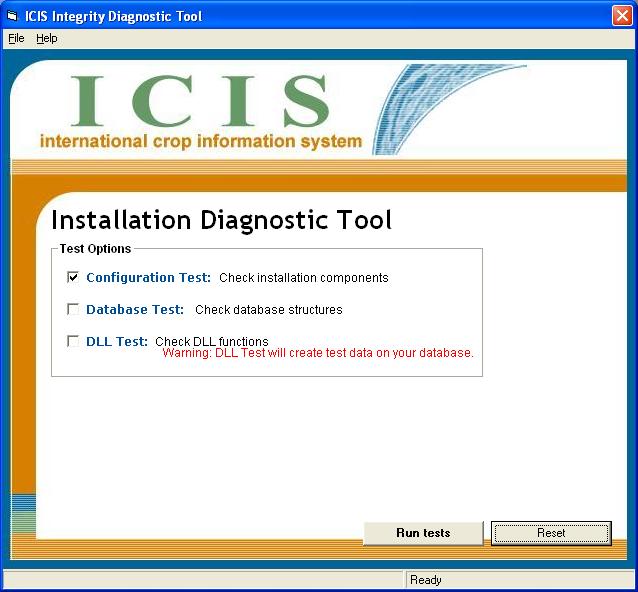 ICIS Integrity Diagnostic Tool
File Help
ICIS
international crop information system
Installation Diagnostic Tool
Test Options
Configuration Test: Check installation components
Database Test: Check database structures
DLL Test: Check DLL functions
Warning: DLL Test will create test data on your database.
Run tests Reset
Ready